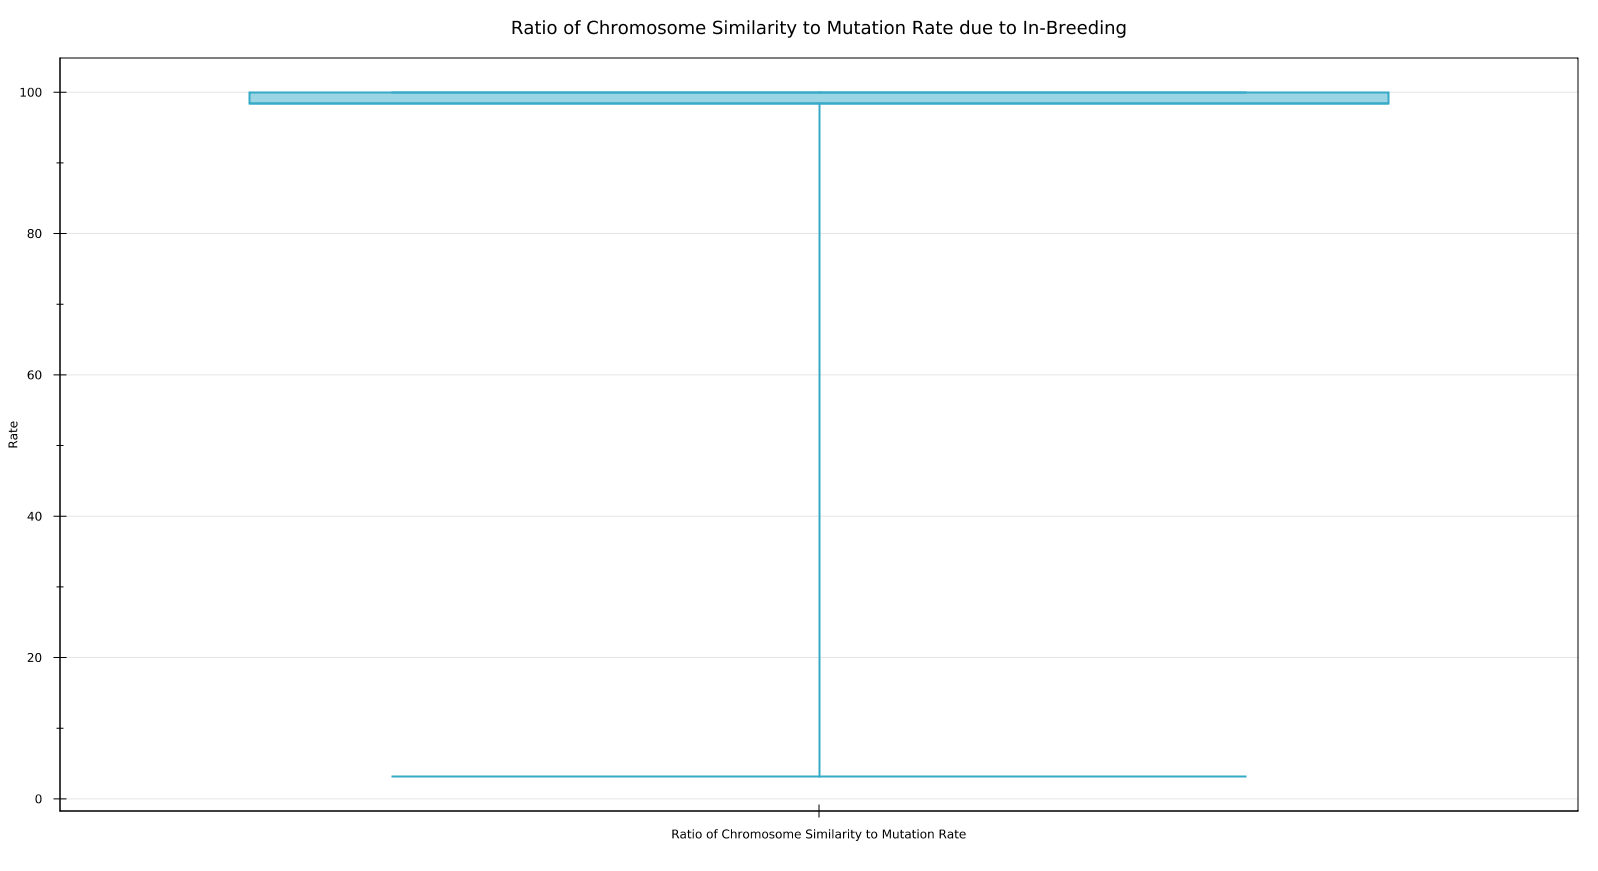 Ratio of Chromosome Similarity to Mutation Rate due to In-Breeding
100
80
60
40
20
0
Rate
Ratio of Chromosome Similarity to Mutation Rate